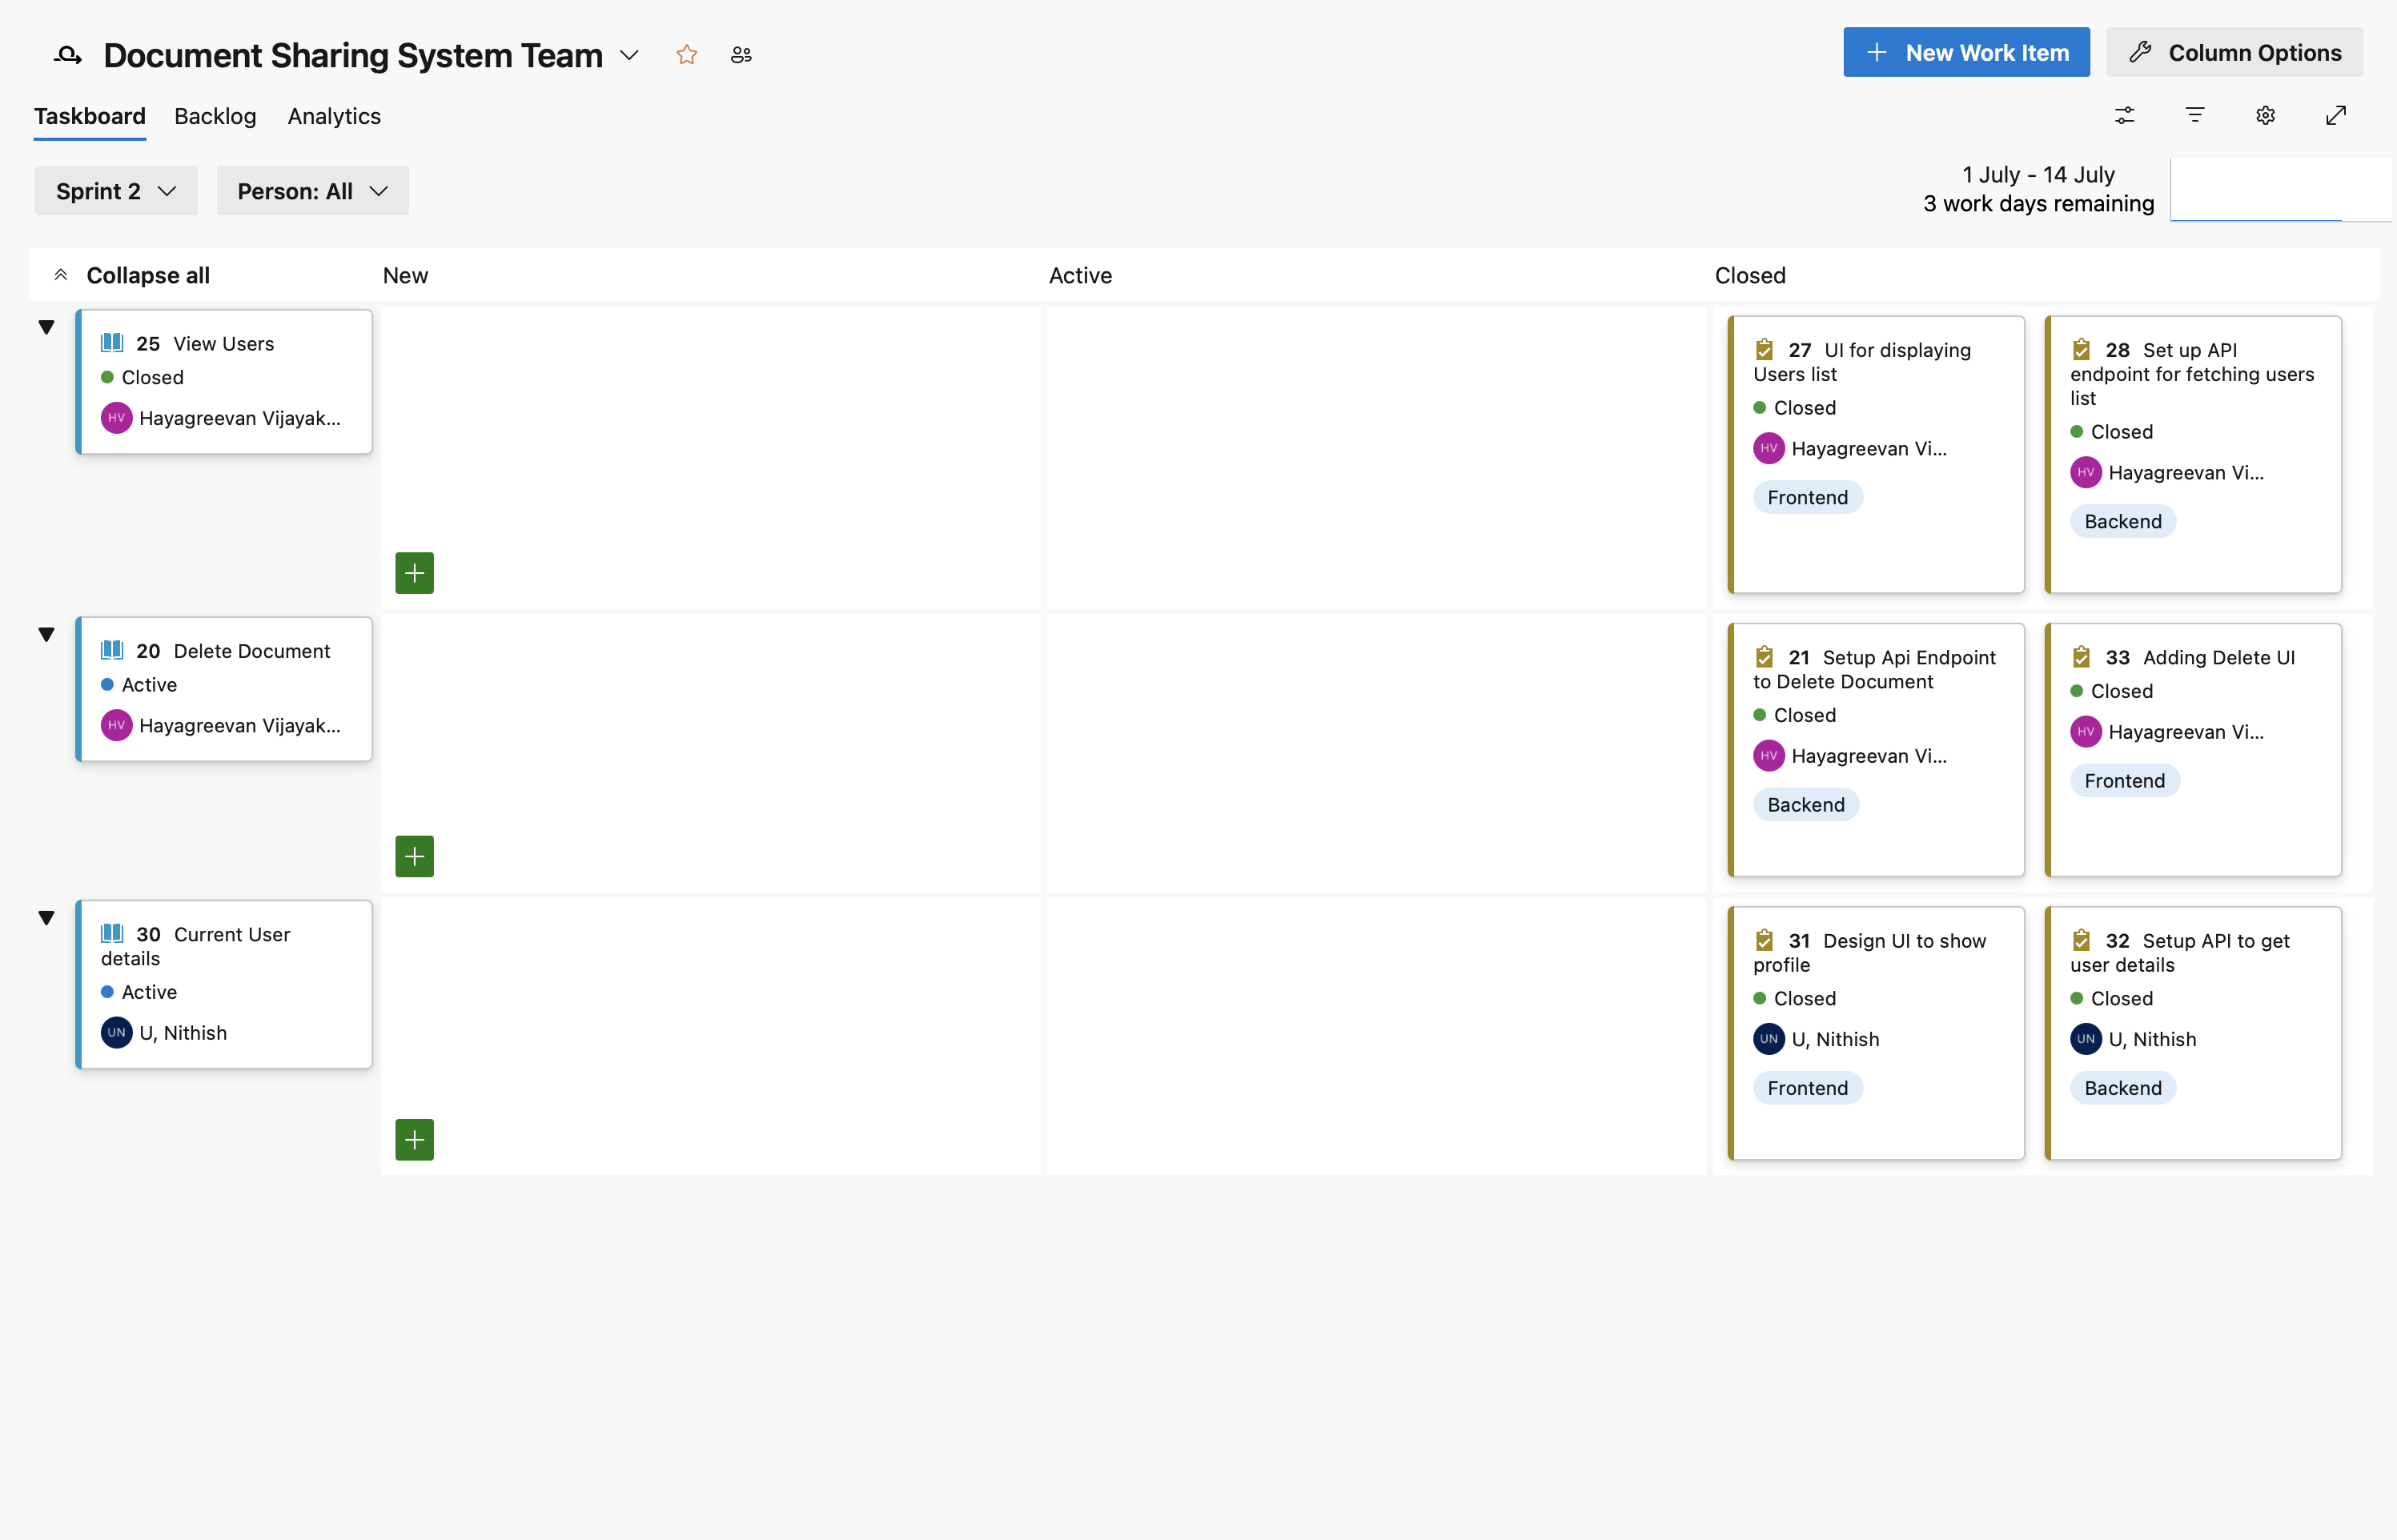 Document Sharing System Team
New Work Item
Column Options
Taskboard
Backlog
Analytics
Sprint 2
Person: All
1 July - 14 July
3 work days remaining
Collapse all
New
Active
Closed
25 View Users
Closed
HV Hayagreevan Vijayak...
27 UI for displaying
Users list
Closed
HV Hayagreevan Vi...
Frontend
28 Set up API
endpoint for fetching users
list
Closed
HV Hayagreevan Vi...
Backend
20 Delete Document
Active
HV Hayagreevan Vijayak...
21 Setup Api Endpoint
to Delete Document
Closed
HV Hayagreevan Vi...
Backend
33 Adding Delete UI
Closed
HV Hayagreevan Vi...
Frontend
30 Current User
details
Active
UN U, Nithish
31 Design UI to show
profile
Closed
UN U, Nithish
Frontend
32 Setup API to get
user details
Closed
UN U, Nithish
Backend